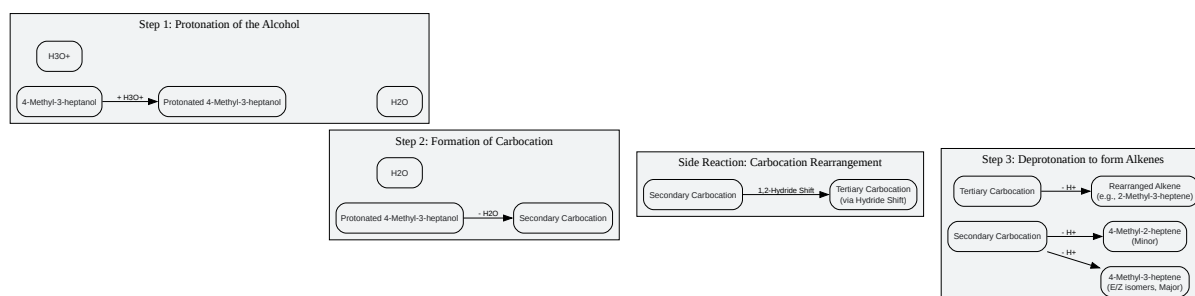 Step 1: Protonation of the Alcohol
H3O+
4-Methyl-3-heptanol
+ H3O+
Protonated 4-Methyl-3-heptanol
H2O
Step 2: Formation of Carbocation
H2O
Protonated 4-Methyl-3-heptanol
- H2O
Secondary Carbocation
Side Reaction: Carbocation Rearrangement
Secondary Carbocation
1,2-Hydride Shift
Tertiary Carbocation
(via Hydride Shift)
Step 3: Deprotonation to form Alkenes
Tertiary Carbocation
- H+
Rearranged Alkene
(e.g., 2-Methyl-3-heptene)
Secondary Carbocation
- H+
4-Methyl-2-heptene
(Minor)
- H+
4-Methyl-3-heptene
(E/Z isomers, Major)